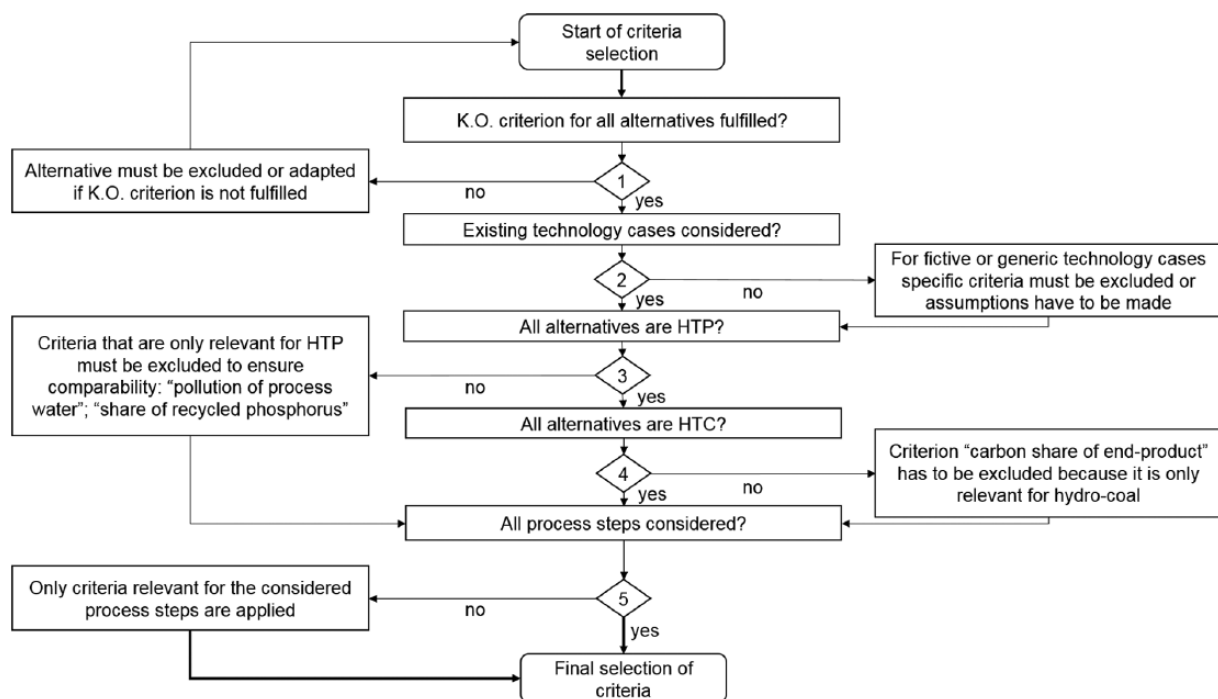 Start of criteria
selection
K.O. criterion for all alternatives fulfilled?
Alternative must be excluded or adapted
if K.O. criterion is not fulfilled
no
1
yes
Existing technology cases considered?
2
yes
no
For fictive or generic technology cases
specific criteria must be excluded or
assumptions have to be made
All alternatives are HTP?
Criteria that are only relevant for HTP
must be excluded to ensure
comparability: “pollution of process
water”; “share of recycled phosphorus”
no
3
yes
All alternatives are HTC?
4
yes
no
Criterion “carbon share of end-product”
has to be excluded because it is only
relevant for hydro-coal
All process steps considered?
Only criteria relevant for the considered
process steps are applied
no
5
yes
Final selection of
criteria